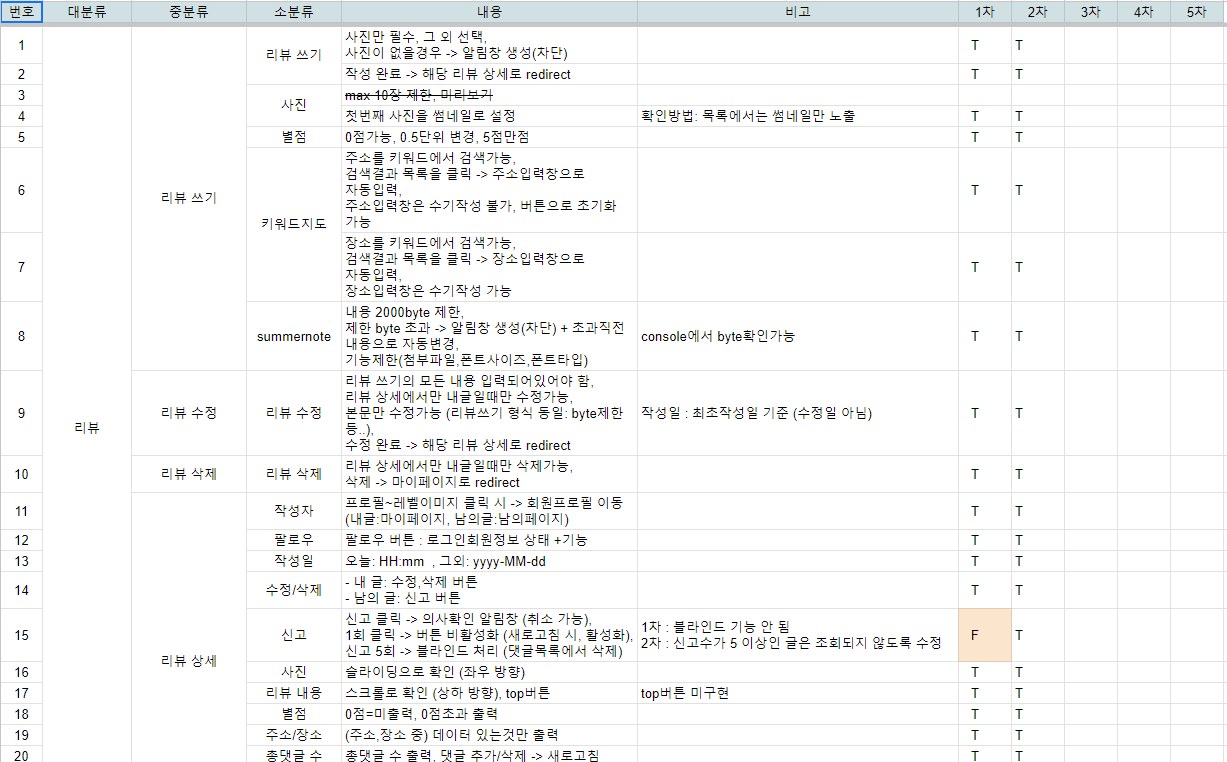 번호 대분류 중분류 소분류 내용 비고 1차 2차 3차 4차 5차
1 리뷰 쓰기 사진만 필수, 그 외 선택, T T
사진이 없을경우 -> 알림창 생성(차단)
2 작성 완료 -> 해당 리뷰 상세로 redirect T T
3 사진 max 10장 제한, 미리보기
4 첫번째 사진을 썸네일로 설정 확인방법: 목록에서는 썸네일만 노출 T T
5 별점 0점가능, 0.5단위 변경, 5점만점 T T
리뷰 쓰기
6 키워드지도 주소를 키워드에서 검색가능, T T
검색결과 목록을 클릭 -> 주소입력창으로
자동입력,
주소입력창은 수기작성 불가, 버튼으로 초기화
가능
7 장소를 키워드에서 검색가능, T T
검색결과 목록을 클릭 -> 장소입력창으로
자동입력,
장소입력창은 수기작성 가능
8 summernote 내용 2000byte 제한, console에서 byte확인가능 T T
제한 byte 초과 -> 알림창 생성(차단) + 초과직전
내용으로 자동변경,
기능제한(첨부파일,폰트사이즈,폰트타입)
9 리뷰 수정 리뷰 수정 리뷰 쓰기의 모든 내용 입력되어있어야 함, 작성일 : 최초작성일 기준 (수정일 아님) T T
리뷰 상세에서만 내글일때만 수정가능,
본문만 수정가능 (리뷰쓰기 형식 동일: byte제한
등..),
수정 완료 -> 해당 리뷰 상세로 redirect
리뷰
10 리뷰 삭제 리뷰 삭제 리뷰 상세에서만 내글일때만 삭제가능, T T
삭제 -> 마이페이지로 redirect
11 작성자 프로필~레벨이미지 클릭 시 -> 회원프로필 이동 T T
(내글:마이페이지, 남의글:남의페이지)
12 팔로우 팔로우 버튼 : 로그인회원정보 상태 +기능 T T
13 작성일 오늘: HH:mm , 그외: yyyy-MM-dd T T
14 수정/삭제 - 내 글: 수정,삭제 버튼 T T
- 남의 글: 신고 버튼
15 신고 신고 클릭 -> 의사확인 알림창 (취소 가능), 1차 : 블라인드 기능 안 됨 F T
1회 클릭 -> 버튼 비활성화 (새로고침 시, 활성화), 2차 : 신고수가 5 이상인 글은 조회되지 않도록 수정
신고 5회 -> 블라인드 처리 (댓글목록에서 삭제)
리뷰 상세
16 사진 슬라이딩으로 확인 (좌우 방향) T T
17 리뷰 내용 스크롤로 확인 (상하 방향), top버튼 top버튼 미구현 T T
18 별점 0점=미출력, 0점초과 출력 T T
19 주소/장소 (주소,장소 중) 데이터 있는것만 출력 T T
20 총댓글 수 총댓글 수 출력, 댓글 추가/삭제 -> 새로고침 T T